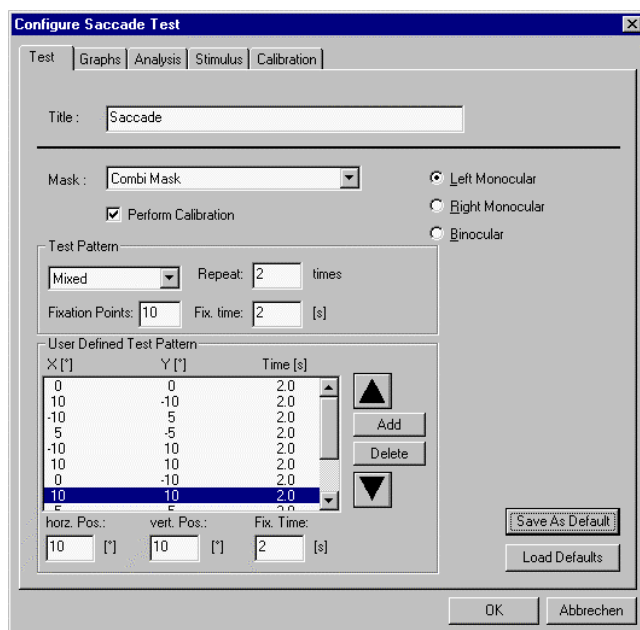 Configure Saccade Test
Test Graphs Analysis Stimulus Calibration
Title : Saccade
Mask : Combi Mask
Left Monocular
Perform Calibration
Right Monocular
Binocular
Test Pattern
Mixed Repeat: 2 times
Fixation Points: 10 Fix. time: 2 [s]
User Defined Test Pattern
X [°] Y [°] Time [s]
0 0 2.0
10 -10 2.0
-10 5 2.0
5 -5 2.0
-10 10 2.0
10 10 2.0
0 -10 2.0
10 10 2.0
Add
Delete
horz. Pos.: vert. Pos.: Fix. Time:
10 [°] 10 [°] 2 [s]
Save As Default
Load Defaults
OK Abbrechen